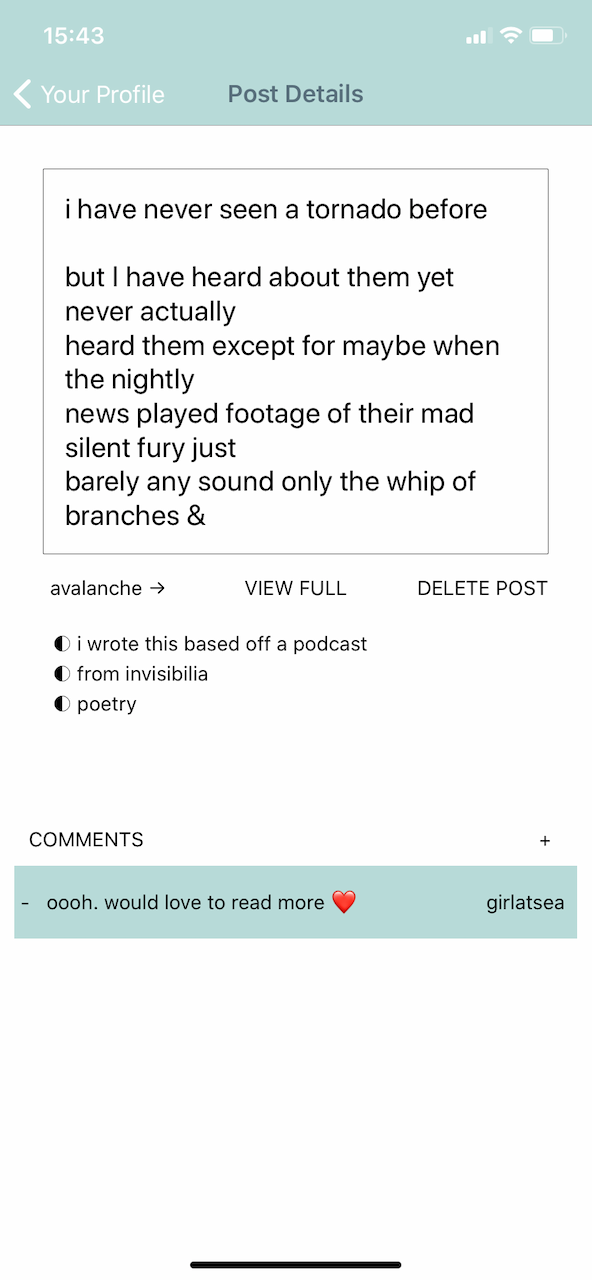 15:43
Your Profile
Post Details
i have never seen a tornado before
but I have heard about them yet
never actually
heard them except for maybe when
the nightly
news played footage of their mad
silent fury just
barely any sound only the whip of
branches &
avalanche →
VIEW FULL
DELETE POST
i wrote this based off a podcast
from invisibilia
poetry
COMMENTS
+
- oooh. would love to read more ❤️
girlatsea